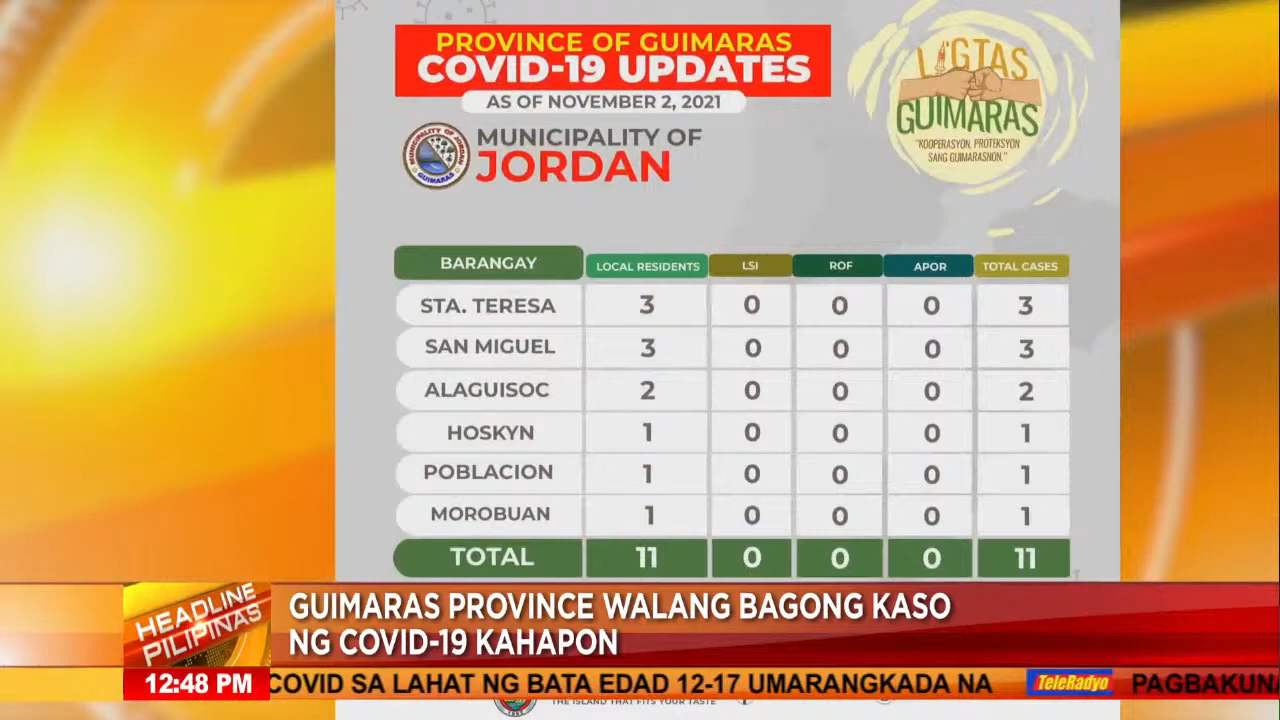 PROVINCE OF GUIMARAS
COVID-19 UPDATES
AS OF NOVEMBER 2, 2021
MUNICIPALITY OF
JORDAN
MUNICIPALITY OF JORDAN
GUIMARAS
LIGTAS
GUIMARAS
"KOOPERASYON, PROTEKSYON
SANG GUIMARASNON."
BARANGAY LOCAL RESIDENTS LSI ROF APOR TOTAL CASES
STA. TERESA 3 0 0 0 3
SAN MIGUEL 3 0 0 0 3
ALAGUISOC 2 0 0 0 2
HOSKYN 1 0 0 0 1
POBLACION 1 0 0 0 1
MOROBUAN 1 0 0 0 1
TOTAL 11 0 0 0 11
HEADLINE
PILIPINAS
GUIMARAS PROVINCE WALANG BAGONG KASO
NG COVID-19 KAHAPON
12:48 PM COVID SA LAHAT NG BATA EDAD 12-17 UMARANGKADA NA TeleRadyo PAGBAKUNA
THE ISLAND THAT FITS YOUR TASTE